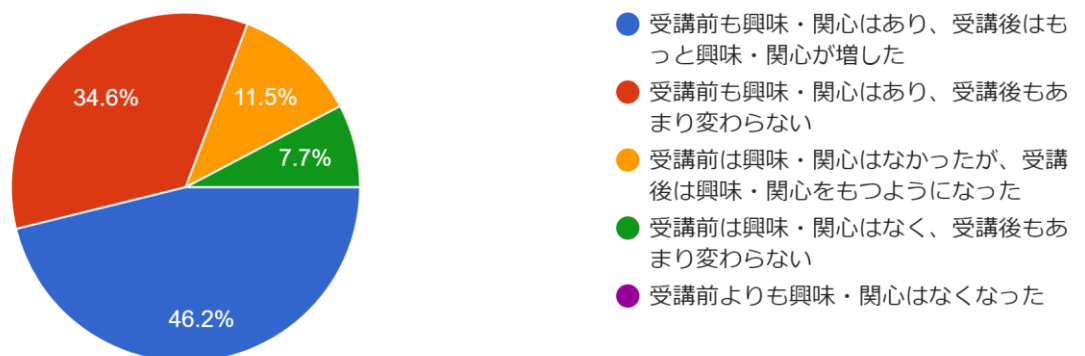 34.6%
11.5%
7.7%
46.2%
受講前も興味・関心はあり、受講後はも
っと興味・関心が増した
受講前も興味・関心はあり、受講後もあ
まり変わらない
受講前は興味・関心はなかったが、受講
後は興味・関心をもつようになった
受講前は興味・関心はなく、受講後もあ
まり変わらない
受講前よりも興味・関心はなくなった